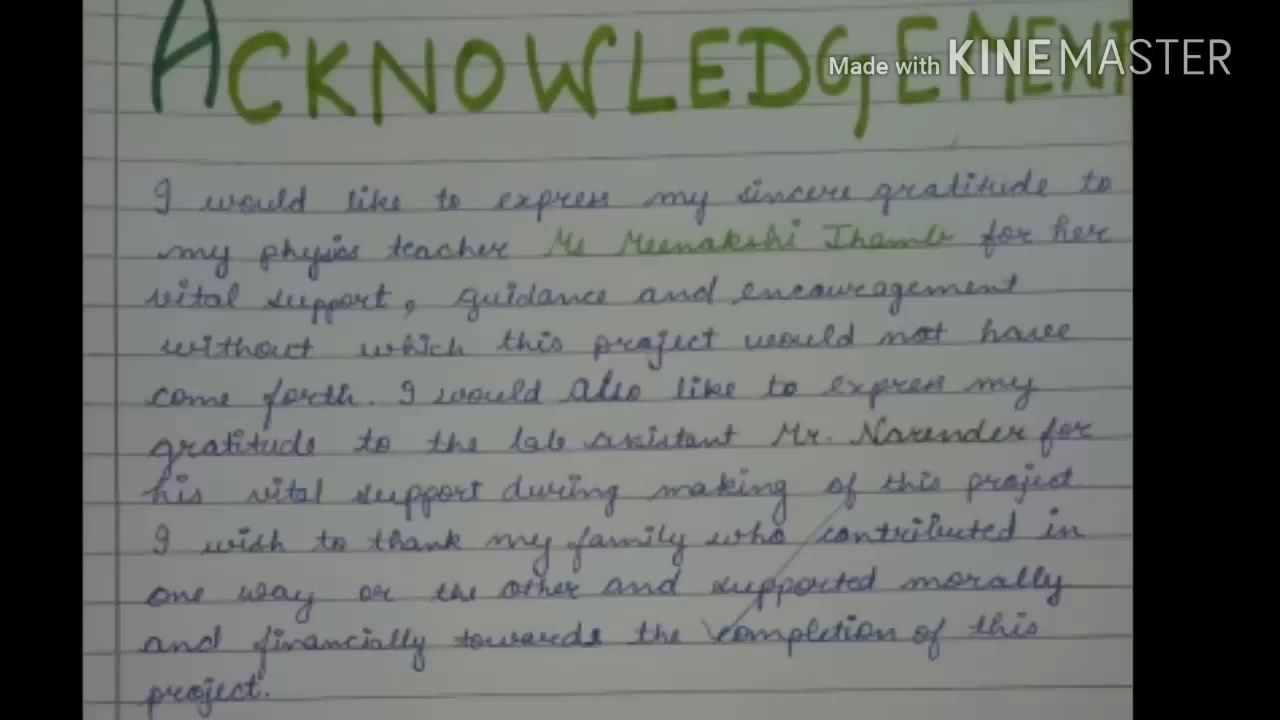 ACKNOWLEDGEMENT
Made with KINEMASTER
I would like to express my sincere gratitude to
my physics teacher Ms Meenakshi Thamb for her
vital support, guidance and encouragement
without which this project would not have
come forth. I would also like to express my
gratitude to the lab assistant Mr. Narender for
his vital support during making of this project
I wish to thank my family who contributed in
one way or the other and supported morally
and financially towards the completion of this
project.